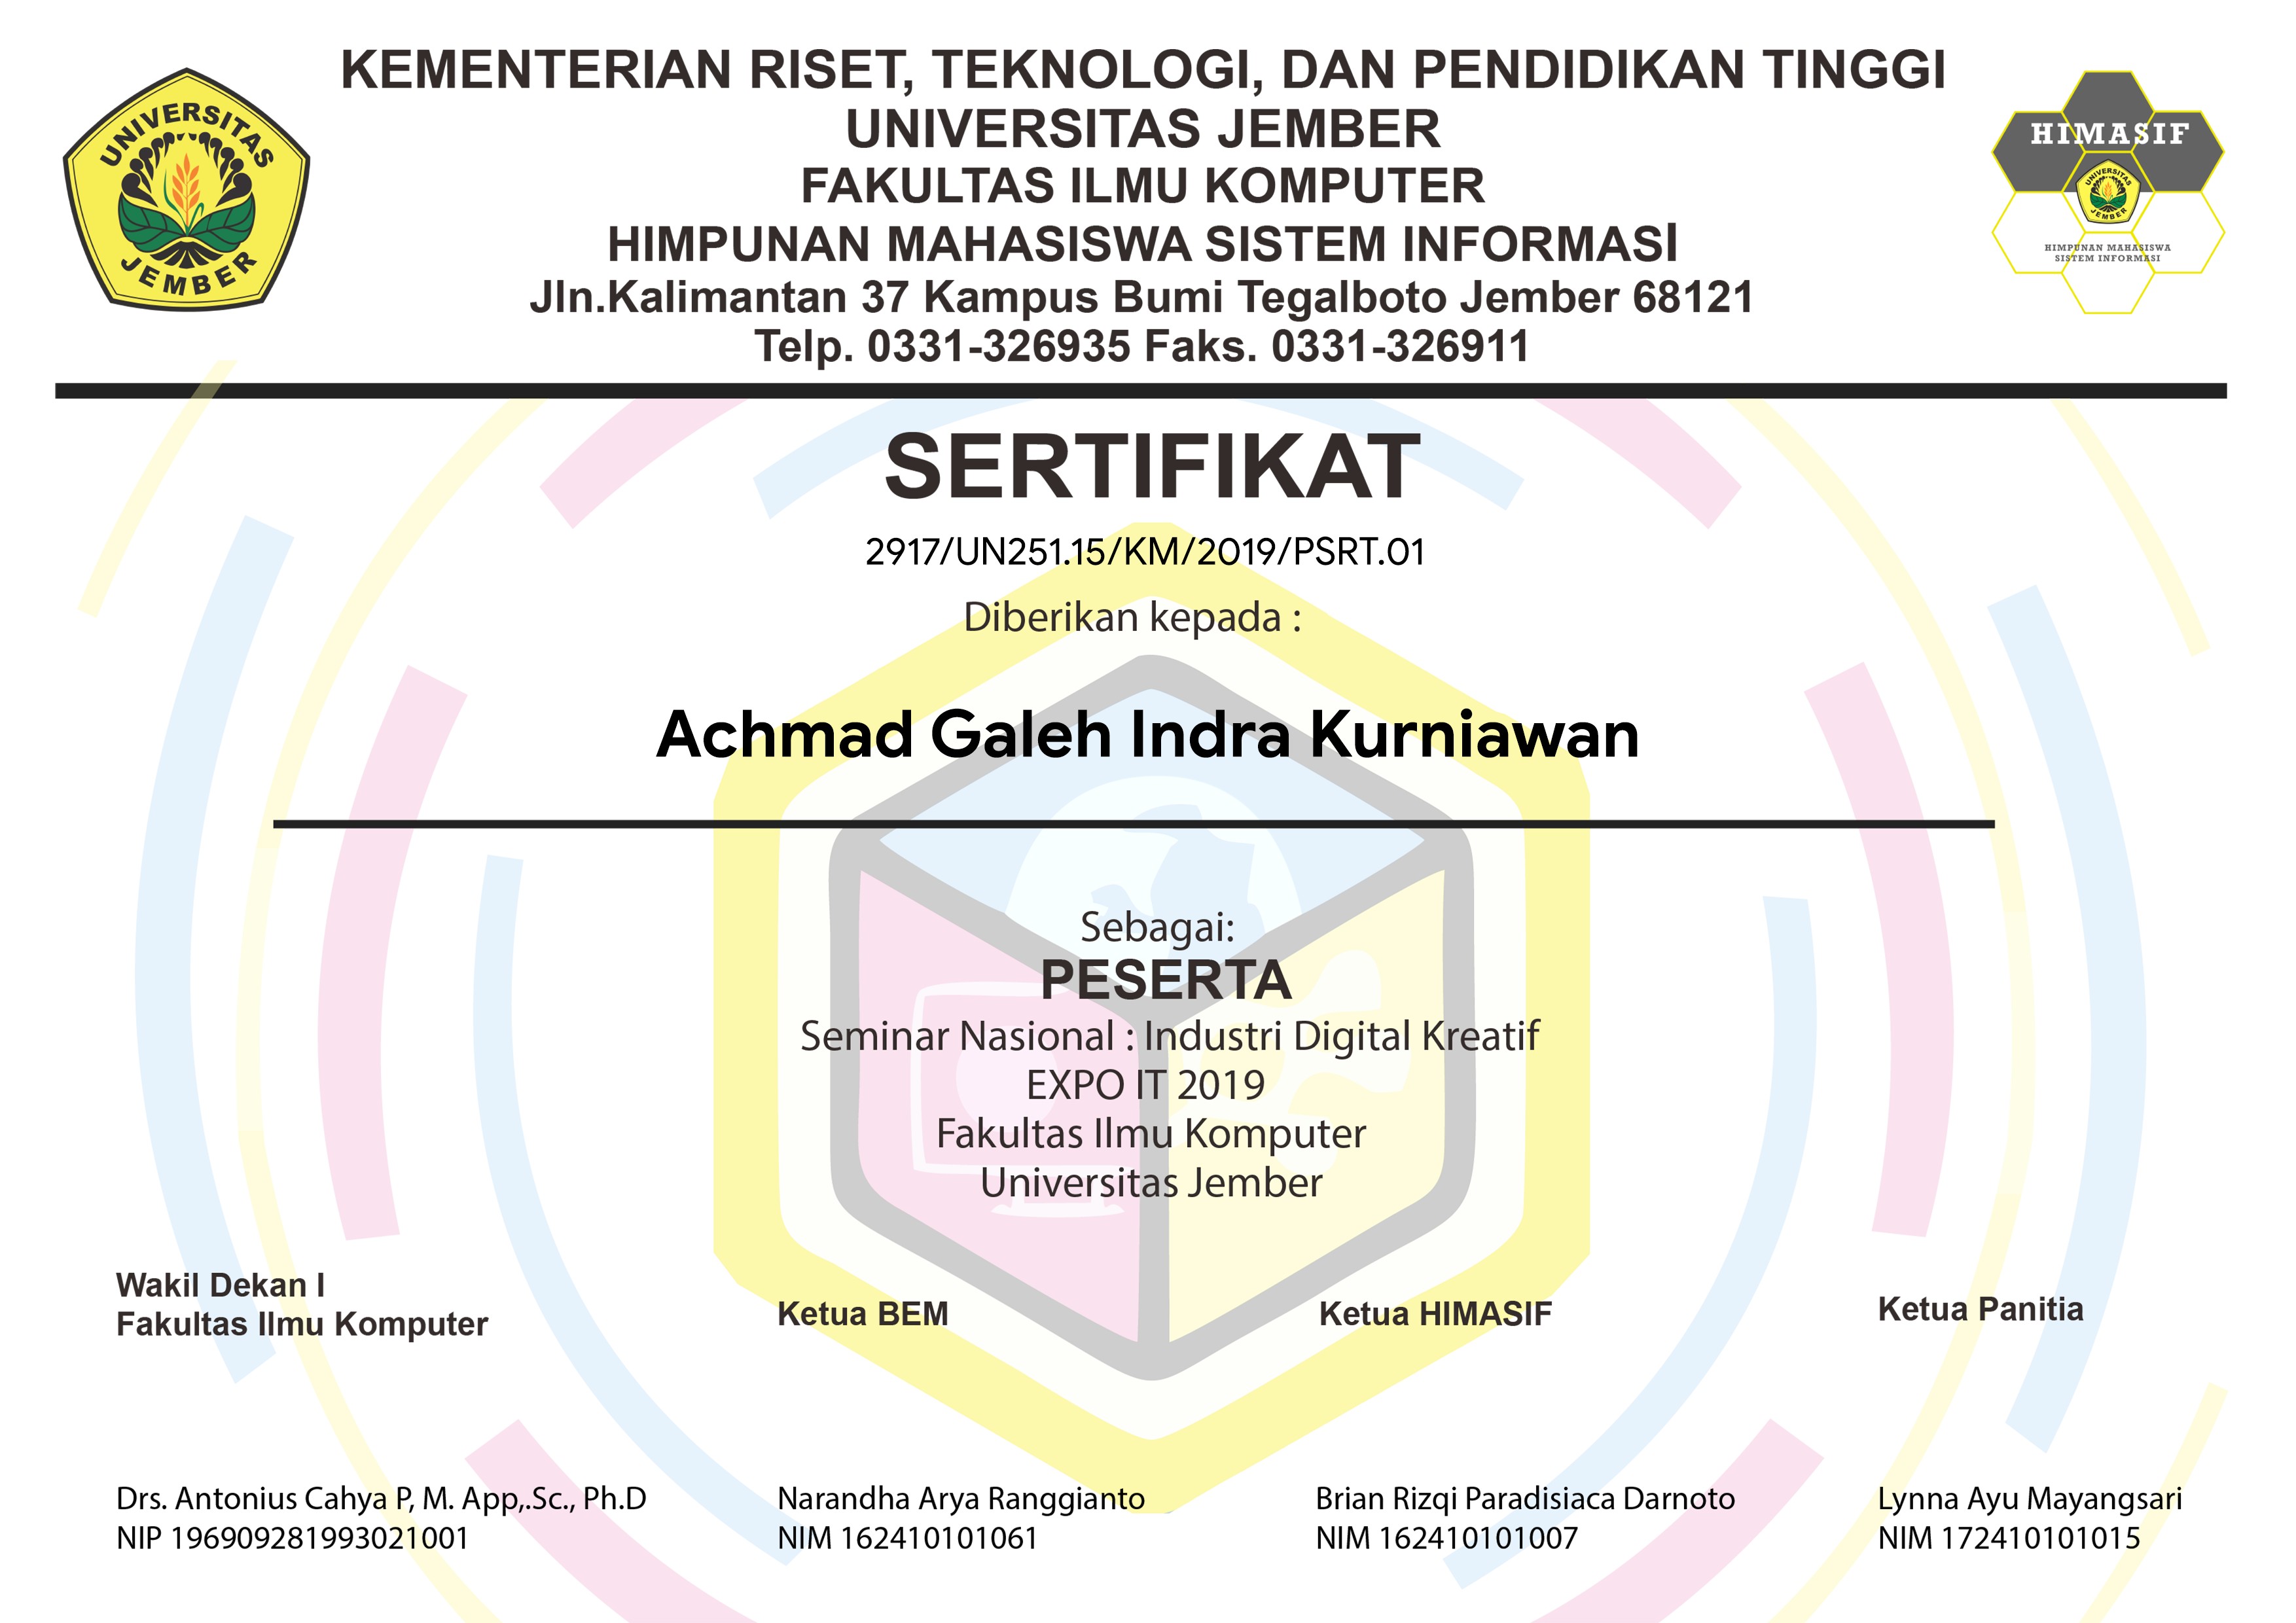 KEMENTERIAN RISET, TEKNOLOGI, DAN PENDIDIKAN TINGGI
UNIVERSITAS JEMBER
FAKULTAS ILMU KOMPUTER
HIMPUNAN MAHASISWA SISTEM INFORMASI
Jln.Kalimantan 37 Kampus Bumi Tegalboto Jember 68121
Telp. 0331-326935 Faks. 0331-326911
UNIVERSITAS
JEMBER
HIMASIF
UNIVERSITAS
JEMBER
HIMPUNAN MAHASISWA
SISTEM INFORMASI
SERTIFIKAT
2917/UN251.15/KM/2019/PSRT.01
Diberikan kepada :
Achmad Galeh Indra Kurniawan
Sebagai:
PESERTA
Seminar Nasional : Industri Digital Kreatif
EXPO IT 2019
Fakultas Ilmu Komputer
Universitas Jember
Wakil Dekan I
Fakultas Ilmu Komputer
Drs. Antonius Cahya P, M. App,.Sc., Ph.D
NIP 196909281993021001
Ketua BEM
Narandha Arya Ranggianto
NIM 162410101061
Ketua HIMASIF
Brian Rizqi Paradisiaca Darnoto
NIM 162410101007
Ketua Panitia
Lynna Ayu Mayangsari
NIM 172410101015